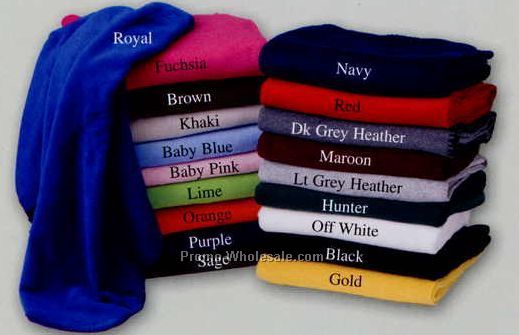 Royal
Fuchsia
Brown
Khaki
Baby Blue
Baby Pink
Lime
Orange
Purple
Sage
Navy
Red
Dk Grey Heather
Maroon
Lt Grey Heather
Hunter
Off White
Black
Gold
Promo-Wholesale.com